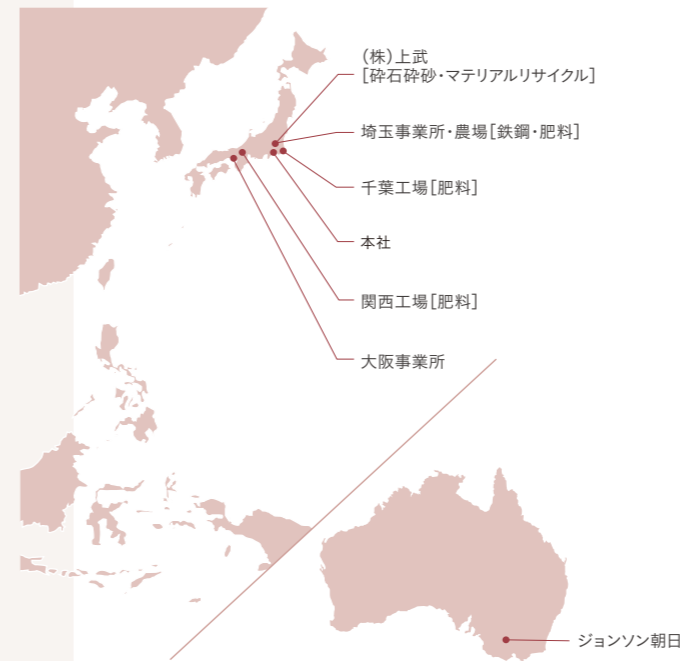 (株)上武
[砕石砕砂・マテリアルリサイクル]
埼玉事業所・農場[鉄鋼・肥料]
千葉工場[肥料]
本社
関西工場[肥料]
大阪事業所
ジョンソン朝日